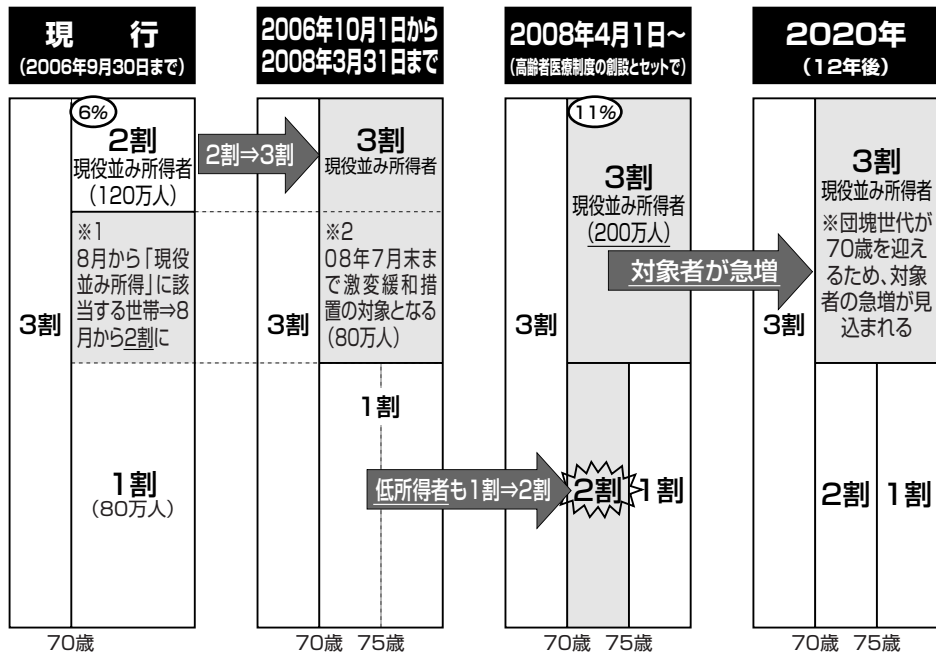 現　行
(2006年9月30日まで)
6%
2割
現役並み所得者
(120万人)
※1
8月から「現役
並み所得」に該
当する世帯⇒8
月から2割に
3割
1割
(80万人)
70歳
2割⇒3割
2006年10月1日から
2008年3月31日まで
3割
現役並み所得者
※2
08年7月末ま
で激変緩和措
置の対象となる
(80万人)
3割
1割
70歳 75歳
低所得者も1割⇒2割
2008年4月1日～
(高齢者医療制度の創設とセットで)
11%
3割
現役並み所得者
(200万人)
3割
2割
1割
70歳 75歳
対象者が急増
2020年
(12年後)
3割
現役並み所得者
※団塊世代が
70歳を迎え
るため、対象
者の急増が見
込まれる
3割
2割
1割
70歳 75歳